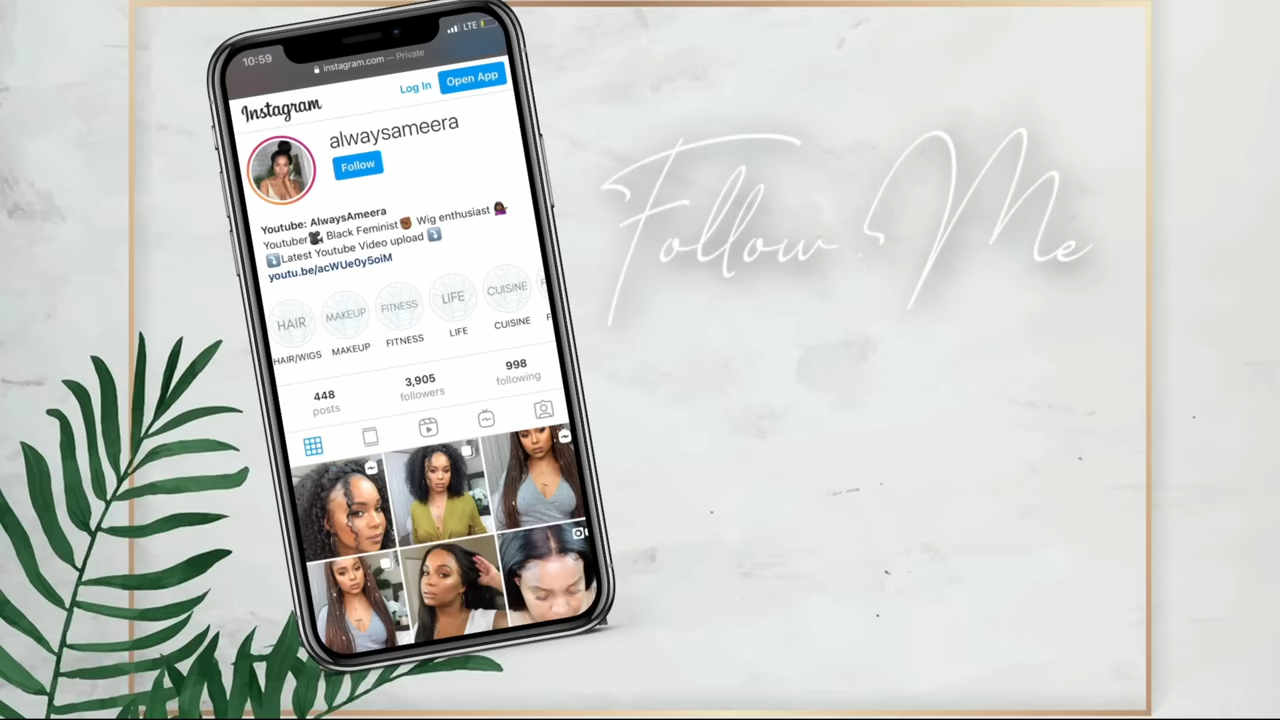 10:59
LTE
instagram.com — Private
Instagram
Log In
Open App
alwaysameera
Follow
Youtube: AlwaysAmeera
Youtuber🎥 Black Feminist✊🏾 Wig enthusiast 💁🏾‍♀️
⤵️Latest Youtube Video upload ⤵️
youtu.be/acWUe0y5oiM
HAIR
MAKEUP
FITNESS
LIFE
CUISINE
HAIR/WIGS
MAKEUP
FITNESS
LIFE
CUISINE
448
posts
3,905
followers
998
following
Follow Me